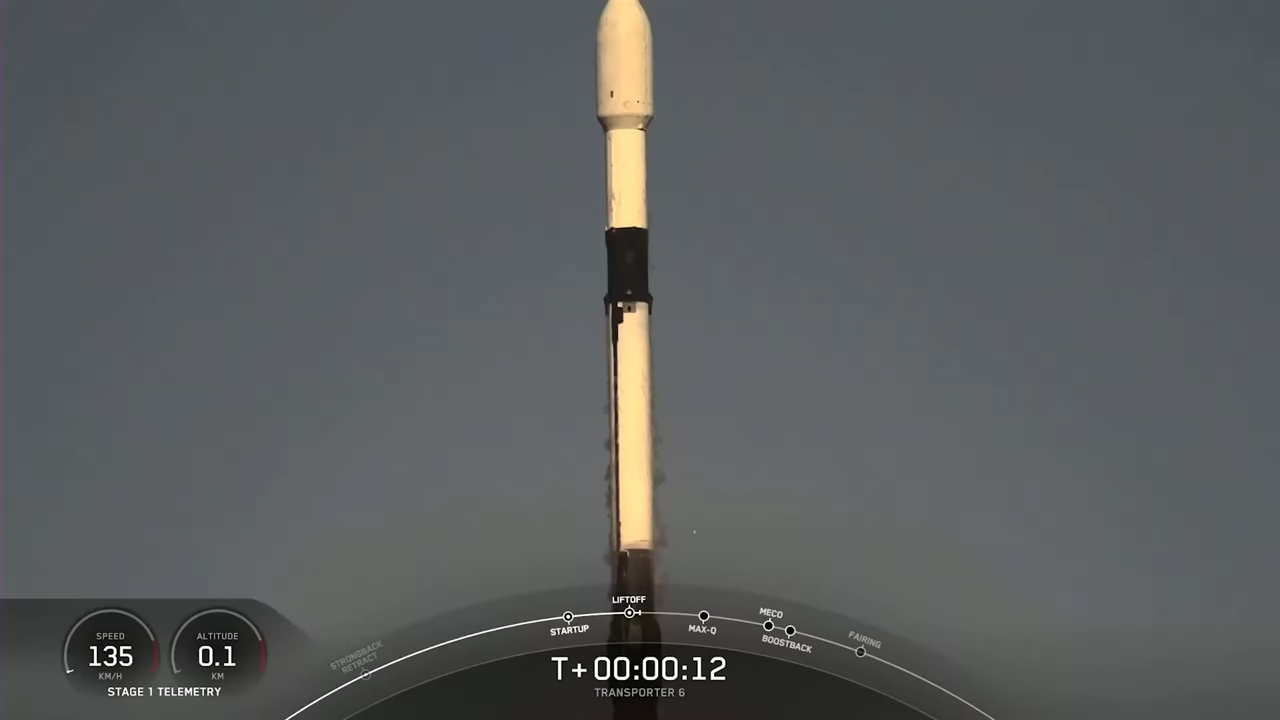 SPEED
135
KM/H
ALTITUDE
0.1
KM
STAGE 1 TELEMETRY
STRONGBACK
RETRACT
STARTUP
LIFTOFF
MAX-Q
MECO
BOOSTBACK
FAIRING
T+00:00:12
TRANSPORTER 6